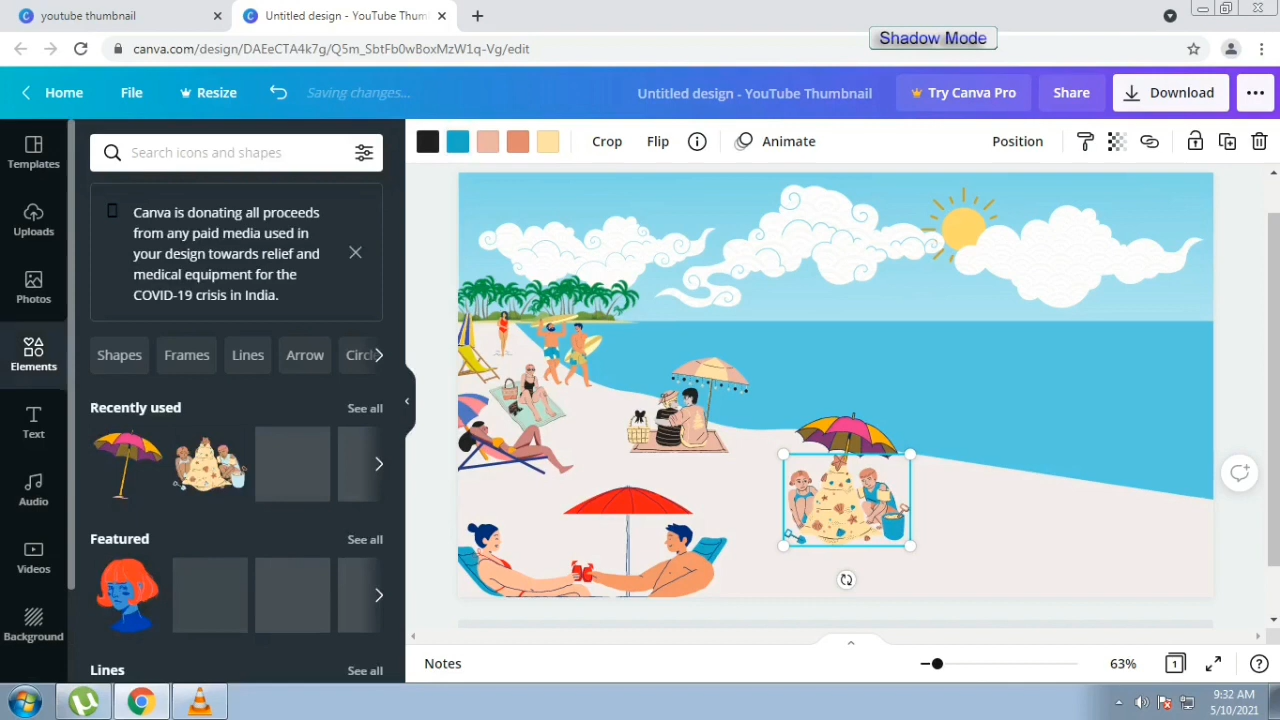 youtube thumbnail
Untitled design - YouTube Thum
canva.com/design/DAEeCTA4k7g/Q5m_SbtFb0wBoxMzW1q-Vg/edit
Shadow Mode
Home
File
Resize
Saving changes...
Untitled design - YouTube Thumbnail
Try Canva Pro
Share
Download
Templates
Uploads
Photos
Elements
Text
Audio
Videos
Background
Search icons and shapes
Crop
Flip
Animate
Position
Canva is donating all proceeds
from any paid media used in
your design towards relief and
medical equipment for the
COVID-19 crisis in India.
Shapes
Frames
Lines
Arrow
Circl
Recently used
See all
Featured
See all
Lines
See all
Notes
63%
1
9:32 AM
5/10/2021